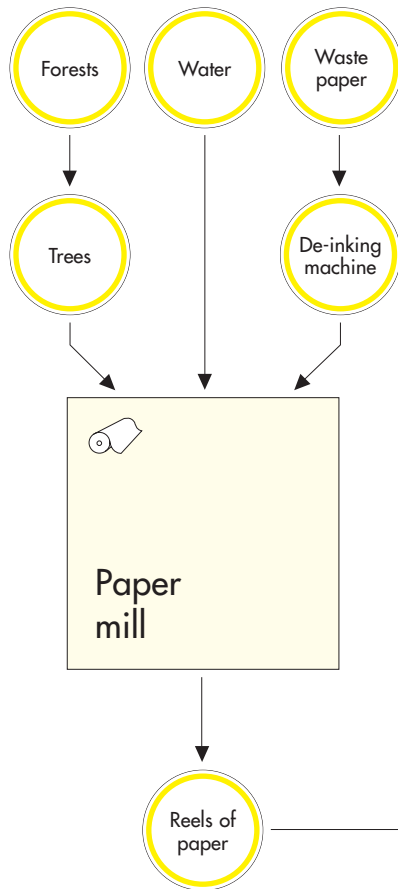 Forests
Water
Waste
paper
Trees
De-inking
machine
Paper
mill
Reels of
paper